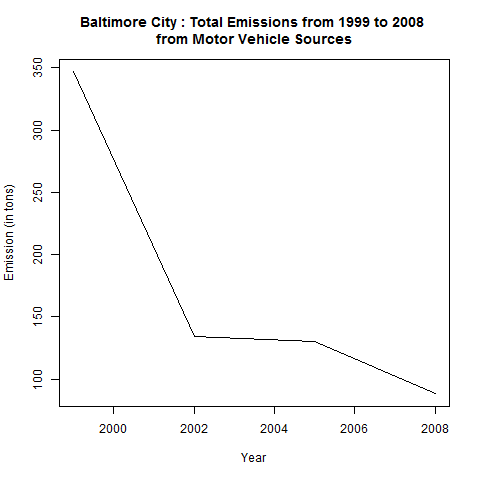 Baltimore City : Total Emissions from 1999 to 2008
from Motor Vehicle Sources
Emission (in tons)
350
300
250
200
150
100
2000 2002 2004 2006 2008
Year